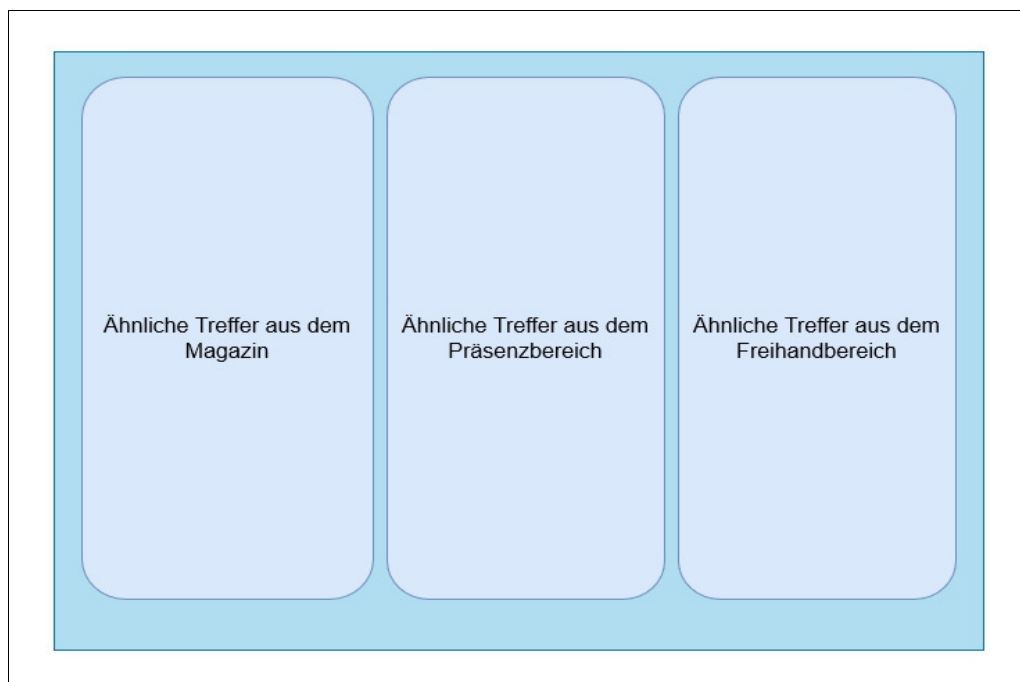 Ähnliche Treffer aus dem
Magazin
Ähnliche Treffer aus dem
Präsenzbereich
Ähnliche Treffer aus dem
Freihandbereich